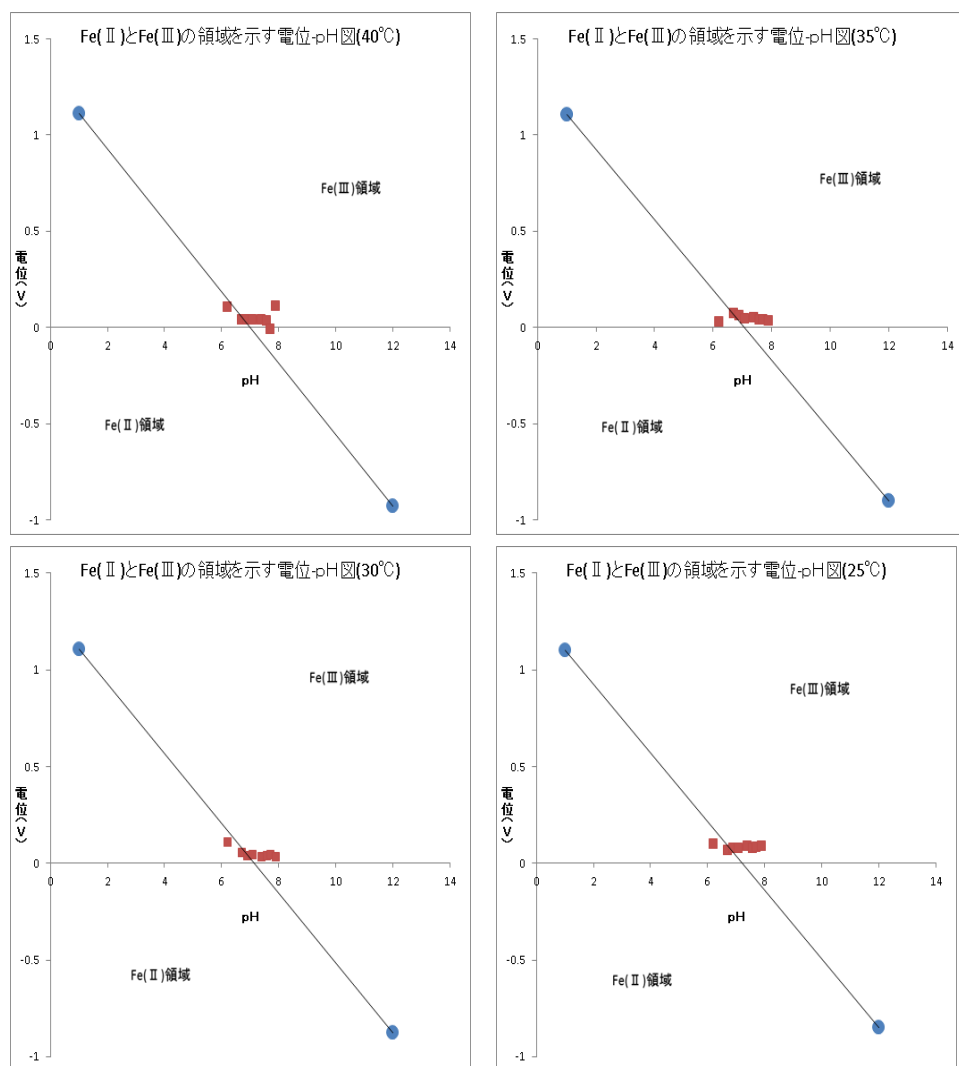 Fe(Ⅱ)とFe(Ⅲ)の領域を示す電位-pH図(40℃)
1.5
1
0.5
0
-0.5
-1
電位(V)
0 2 4 6 8 10 12 14
pH
Fe(Ⅲ)領域
Fe(Ⅱ)領域
Fe(Ⅱ)とFe(Ⅲ)の領域を示す電位-pH図(35℃)
1.5
1
0.5
0
-0.5
-1
電位(V)
0 2 4 6 8 10 12 14
pH
Fe(Ⅲ)領域
Fe(Ⅱ)領域
Fe(Ⅱ)とFe(Ⅲ)の領域を示す電位-pH図(30℃)
1.5
1
0.5
0
-0.5
-1
電位(V)
0 2 4 6 8 10 12 14
pH
Fe(Ⅲ)領域
Fe(Ⅱ)領域
Fe(Ⅱ)とFe(Ⅲ)の領域を示す電位-pH図(25℃)
1.5
1
0.5
0
-0.5
-1
電位(V)
0 2 4 6 8 10 12 14
pH
Fe(Ⅲ)領域
Fe(Ⅱ)領域